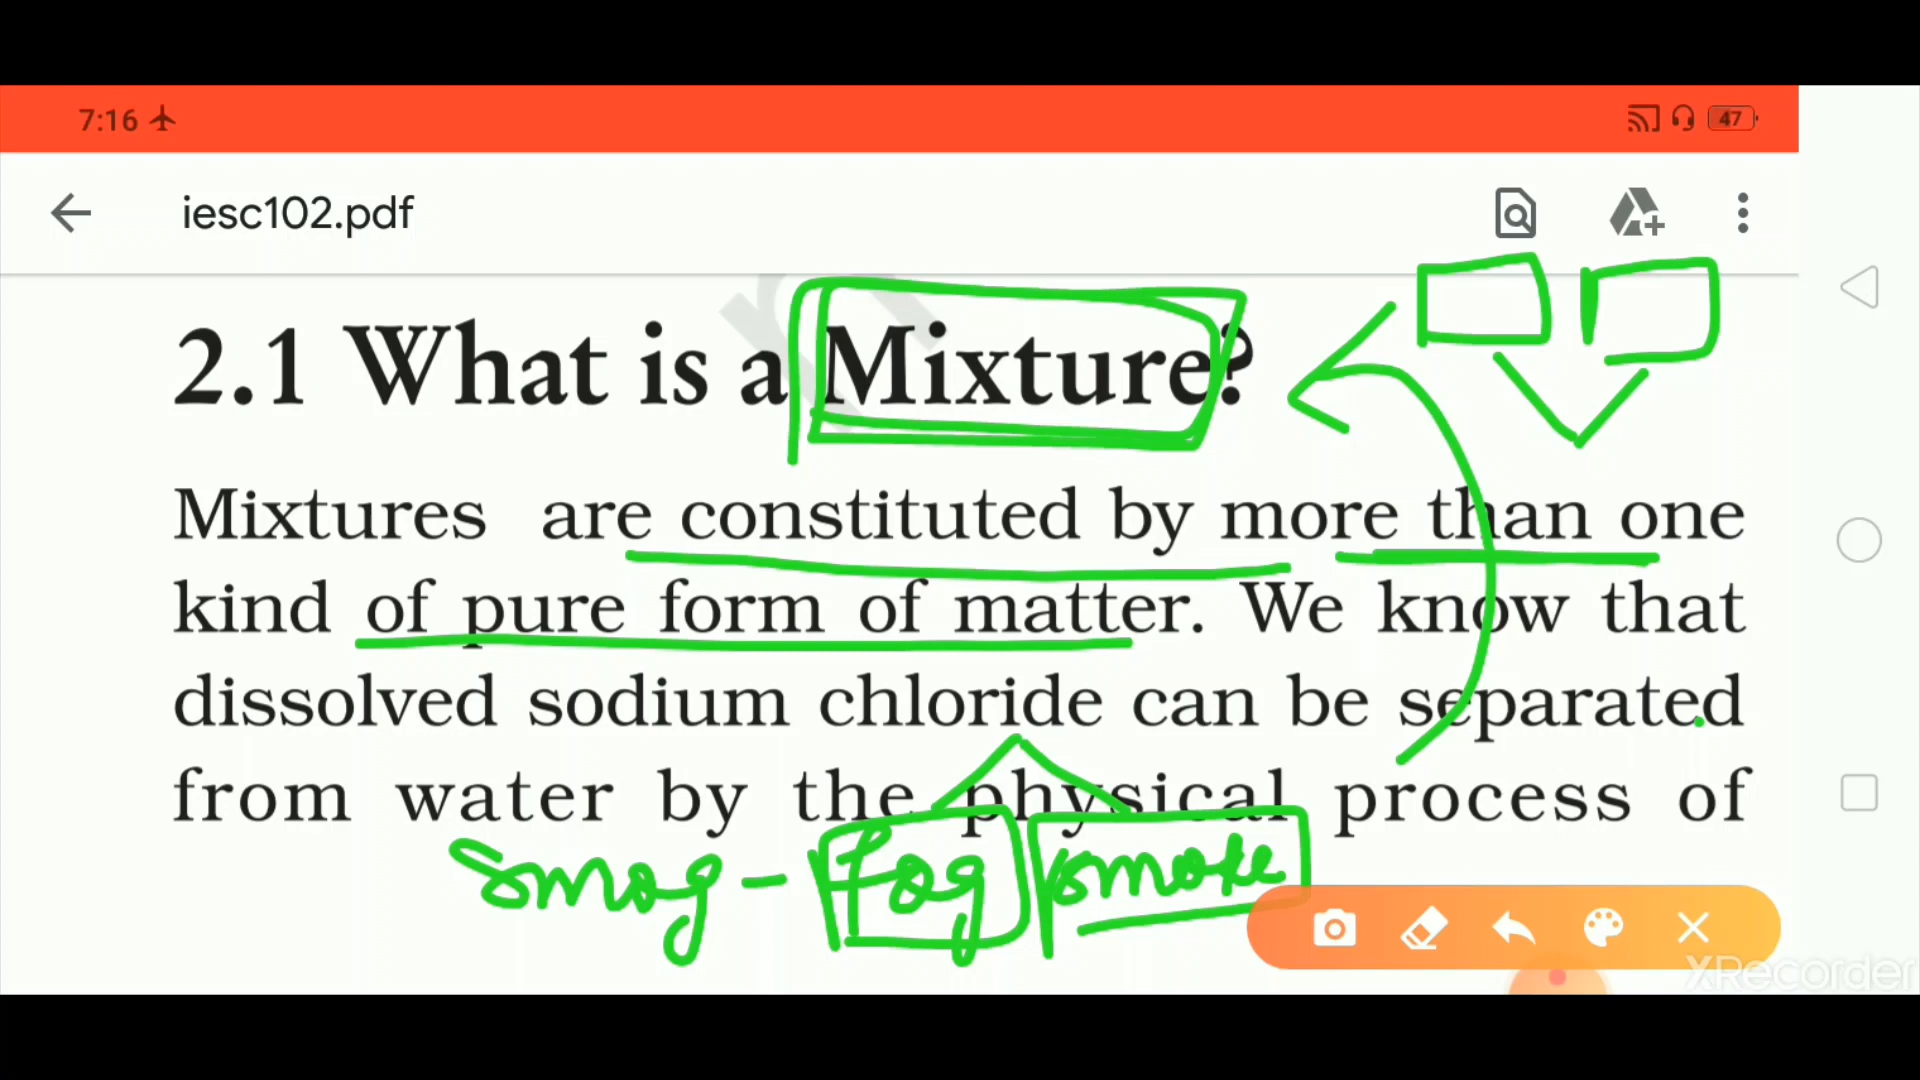 7:16 47
iesc102.pdf
2.1 What is a Mixture?
Mixtures are constituted by more than one
kind of pure form of matter. We know that
dissolved sodium chloride can be separated
from water by the physical process of
Smog - Fog smoke
XRecorder